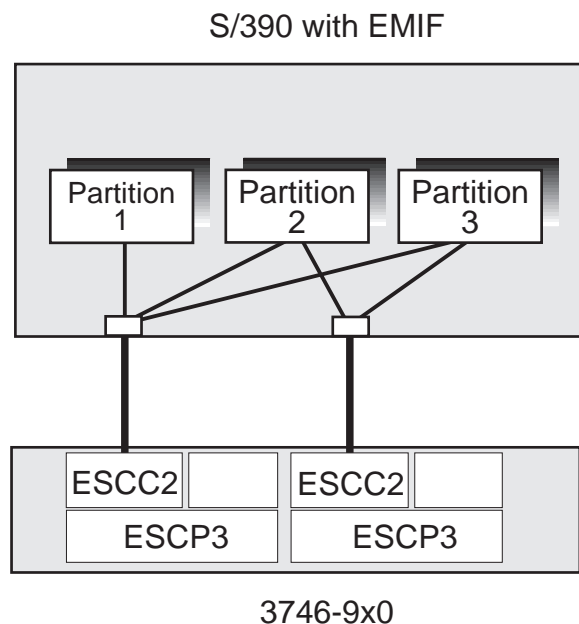 S/390 with EMIF
Partition
1
Partition
2
Partition
3
ESCC2
ESCC2
ESCP3
ESCP3
3746-9x0